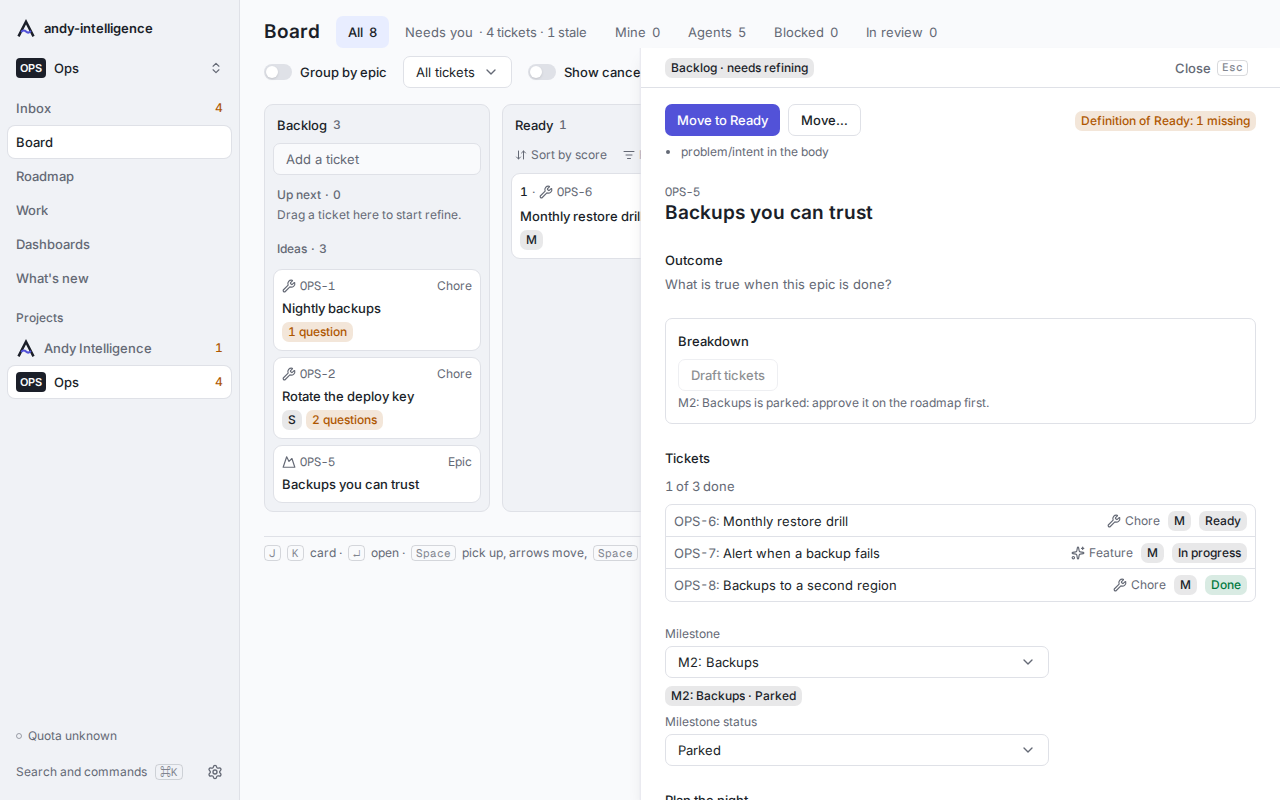 andy-intelligence
OPS Ops
Inbox 4
Board
Roadmap
Work
Dashboards
What's new
Projects
Andy Intelligence 1
OPS Ops 4
Quota unknown
Search and commands ⌘K
Board All 8 Needs you · 4 tickets · 1 stale Mine 0 Agents 5 Blocked 0 In review 0
Group by epic All tickets Show cance
Backlog 3
Add a ticket
Up next · 0
Drag a ticket here to start refine.
Ideas · 3
OPS-1 Chore
Nightly backups
1 question
OPS-2 Chore
Rotate the deploy key
S 2 questions
OPS-5 Epic
Backups you can trust
Ready 1
Sort by score
1 · OPS-6
Monthly restore dril
M
J K card · ↵ open · Space pick up, arrows move, Space
Backlog · needs refining Close Esc
Move to Ready Move... Definition of Ready: 1 missing
• problem/intent in the body
OPS-5
Backups you can trust
Outcome
What is true when this epic is done?
Breakdown
Draft tickets
M2: Backups is parked: approve it on the roadmap first.
Tickets
1 of 3 done
OPS-6: Monthly restore drill Chore M Ready
OPS-7: Alert when a backup fails Feature M In progress
OPS-8: Backups to a second region Chore M Done
Milestone
M2: Backups
M2: Backups · Parked
Milestone status
Parked
Plan the night